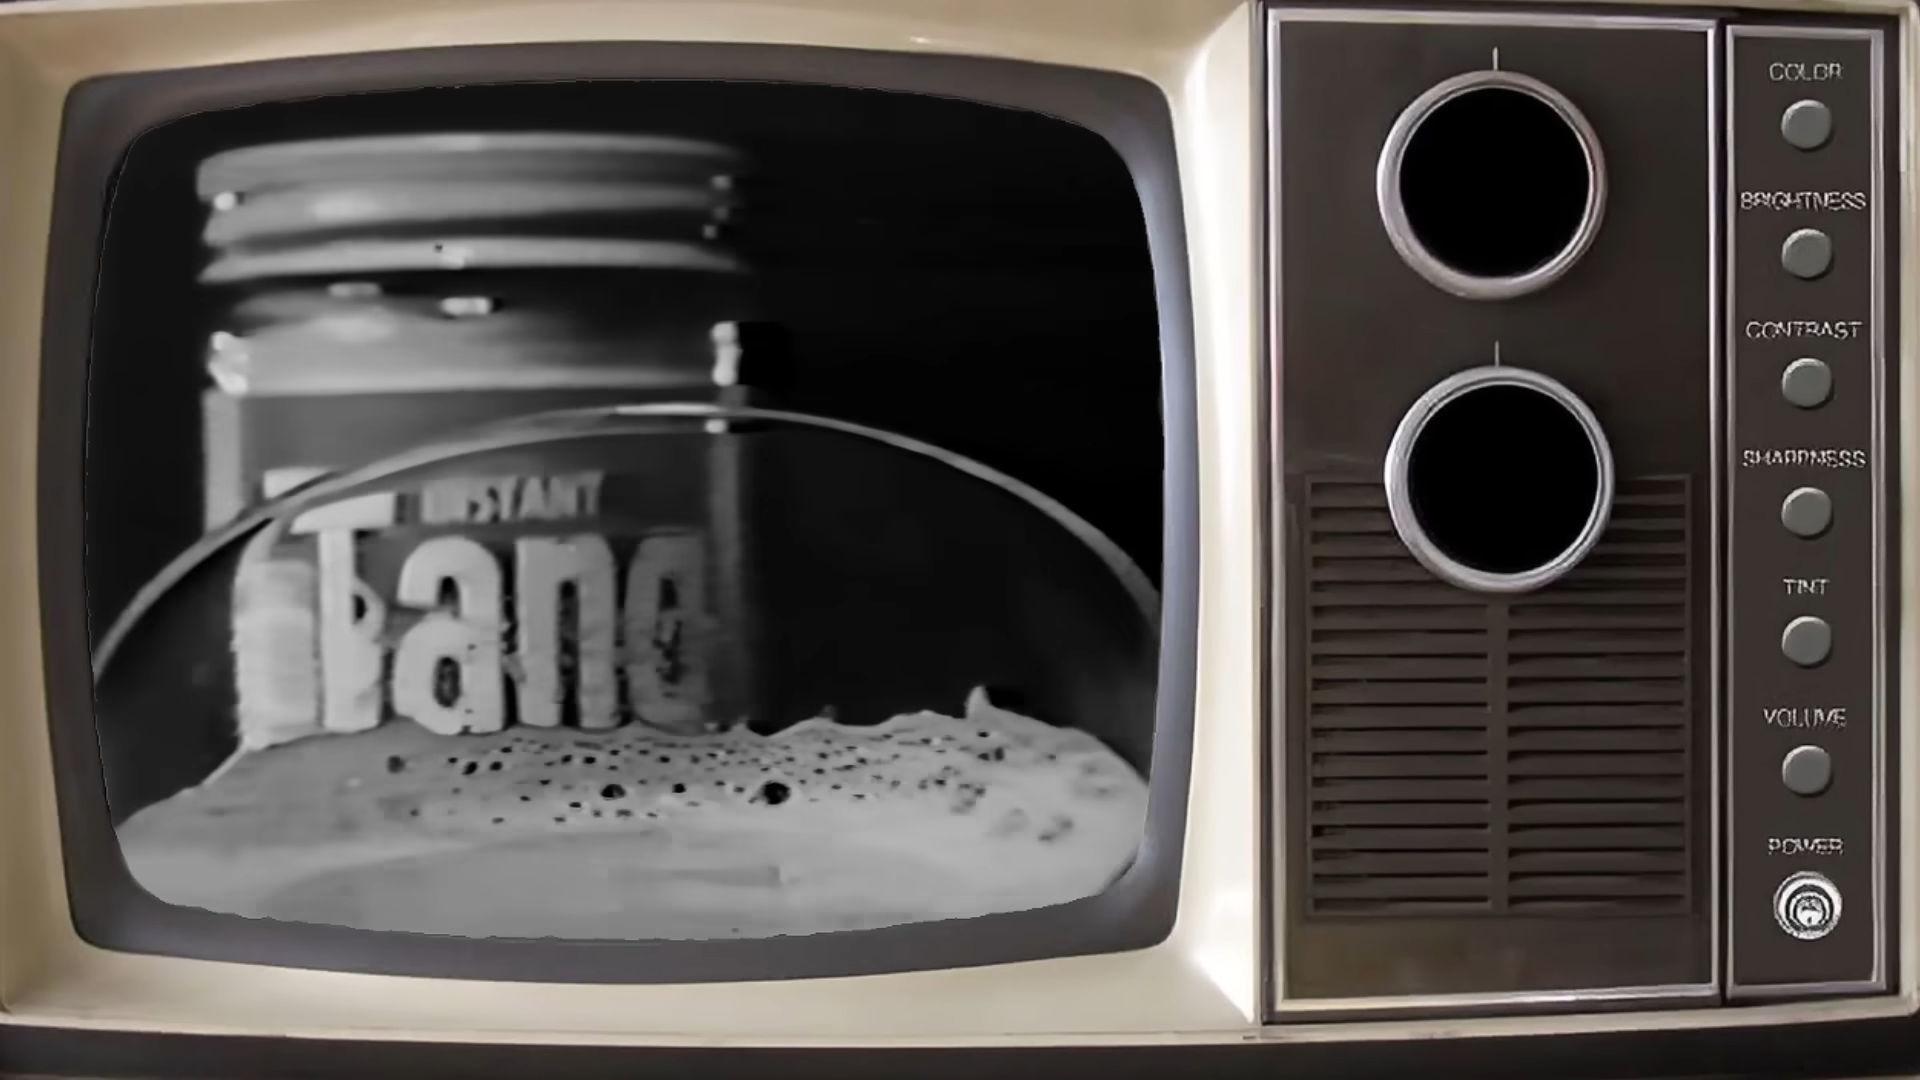 INSTANT
Tang
COLOR
BRIGHTNESS
CONTRAST
SHARPNESS
TINT
VOLUME
POWER